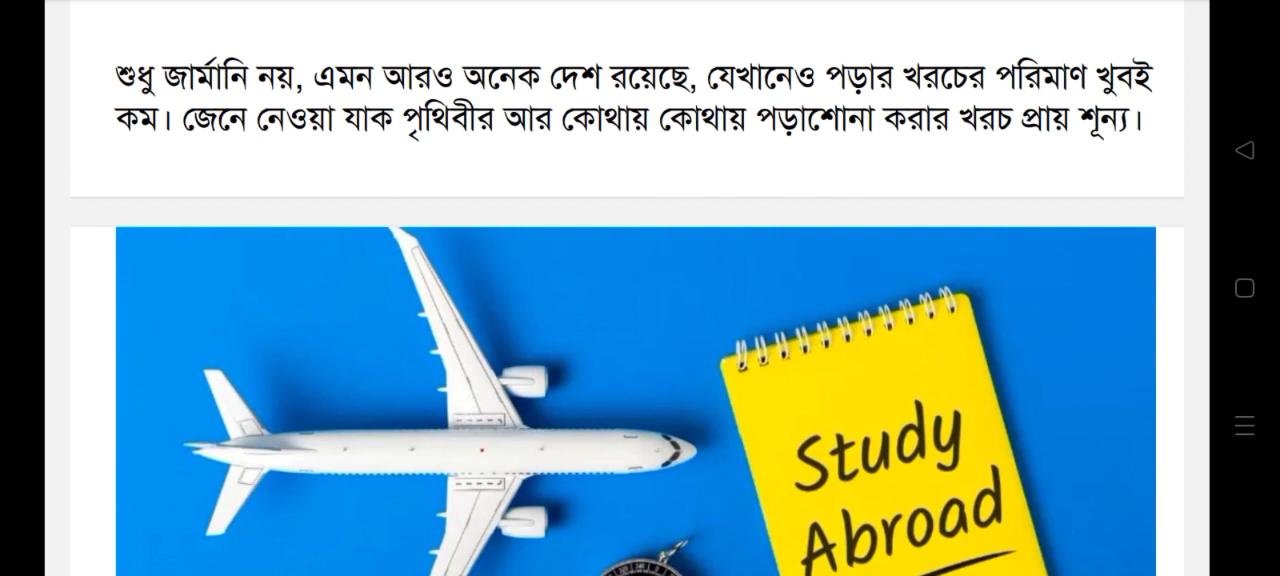 শুধু জার্মানি নয়, এমন আরও অনেক দেশ রয়েছে, যেখানেও পড়ার খরচের পরিমাণ খুবই
কম। জেনে নেওয়া যাক পৃথিবীর আর কোথায় কোথায় পড়াশোনা করার খরচ প্রায় শূন্য।
Study
Abroad